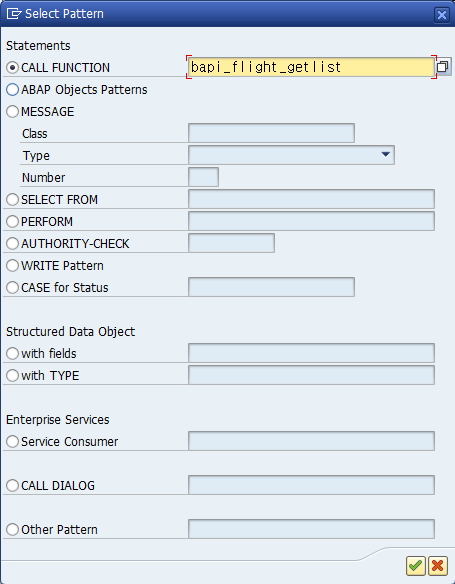 Select Pattern
Statements
CALL FUNCTION bapi_flight_getlist
ABAP Objects Patterns
MESSAGE
Class
Type
Number
SELECT FROM
PERFORM
AUTHORITY-CHECK
WRITE Pattern
CASE for Status
Structured Data Object
with fields
with TYPE
Enterprise Services
Service Consumer
CALL DIALOG
Other Pattern